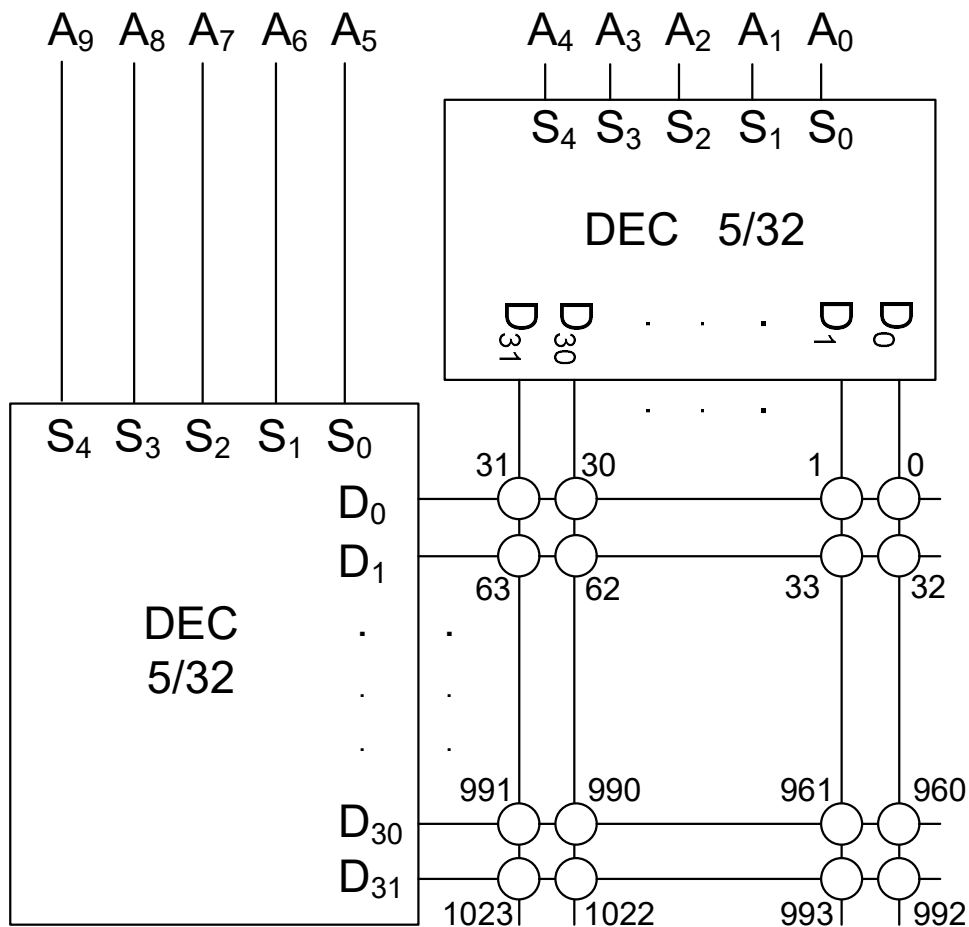 A9 A8 A7 A6 A5
A4 A3 A2 A1 A0
S4 S3 S2 S1 S0
DEC 5/32
D31 D30 . . . D1 D0
. . .
S4 S3 S2 S1 S0
31 30 1 0
D0
D1
63 62 33 32
DEC
5/32
991 990 961 960
D30
D31
1023 1022 993 992